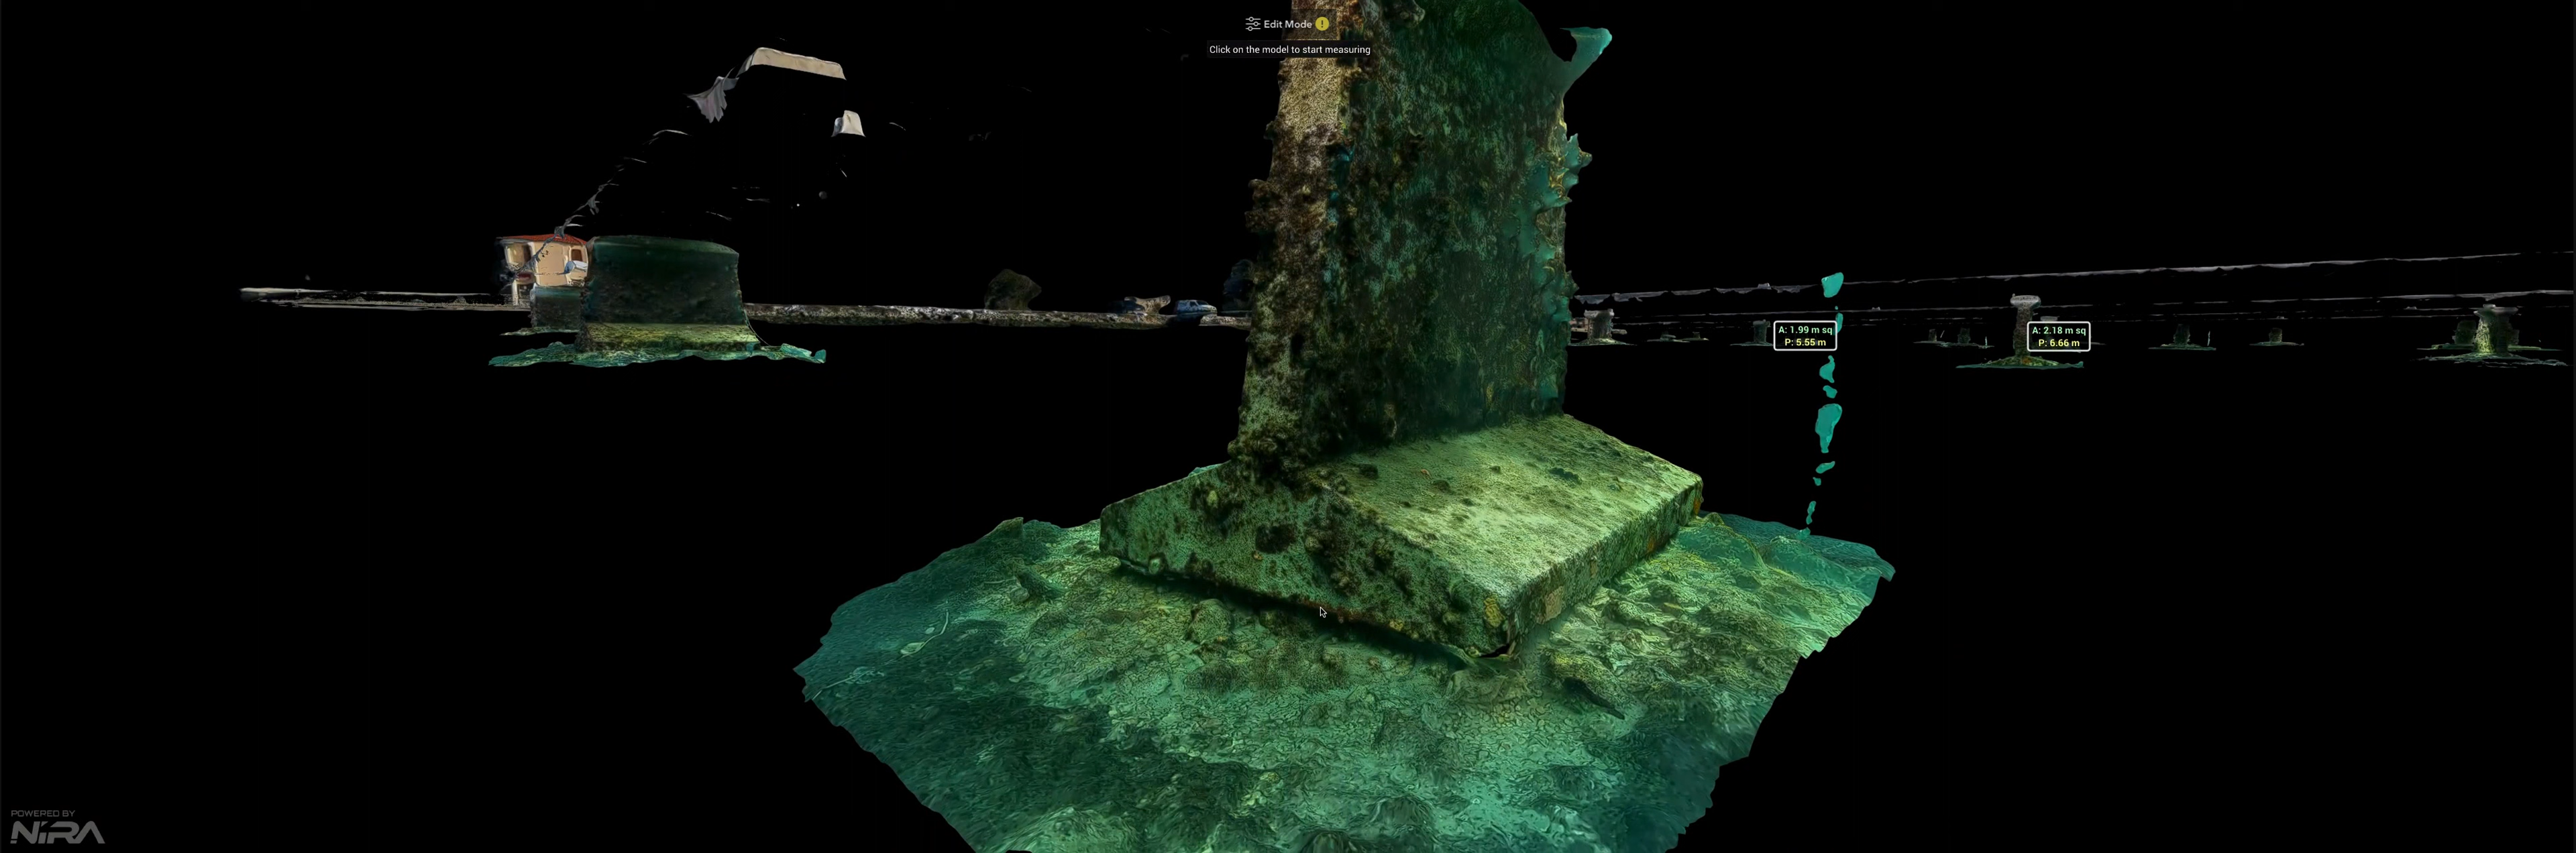 Edit Mode !
Click on the model to start measuring
A: 1.99 m sq
P: 5.55 m
A: 2.18 m sq
P: 6.66 m
POWERED BY
NIRA